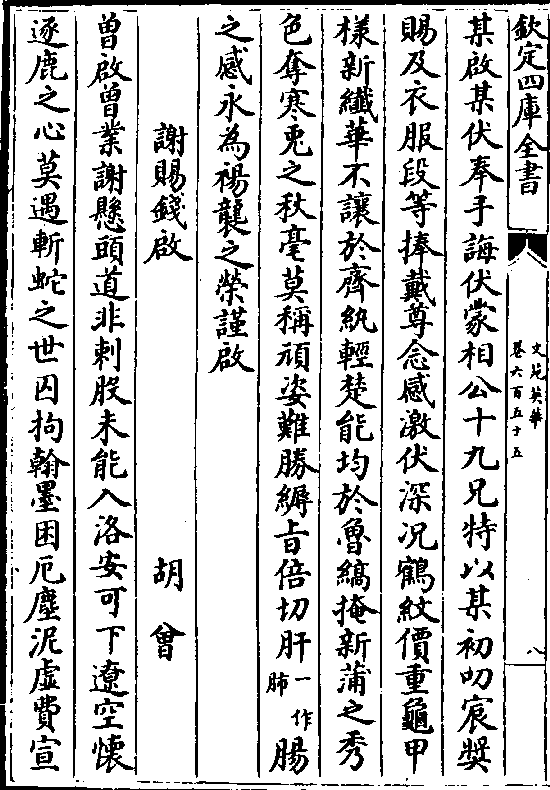 欽定四庫全書
文苑英華
卷六百五十五
八
某啟某伏奉手誨伏蒙相公十九兄特以某初叨宸奬
賜及衣服段等捧戴尊念感激伏深况鶴紋價重龜甲
様新纖華不讓於齊紈輕楚能均於魯縞掩新蒲之秀
色奪寒兎之秋毫莫稱頑姿難勝縟㫖倍切肝一作肺腸
之感永為裼襲之榮謹啟
謝賜錢啟 胡曾
曾啟曾業謝懸頭道非刺股未能入洛安可下遼空懐
逐鹿之心莫遇斬蛇之世囚拘翰墨困厄塵泥虚費宣